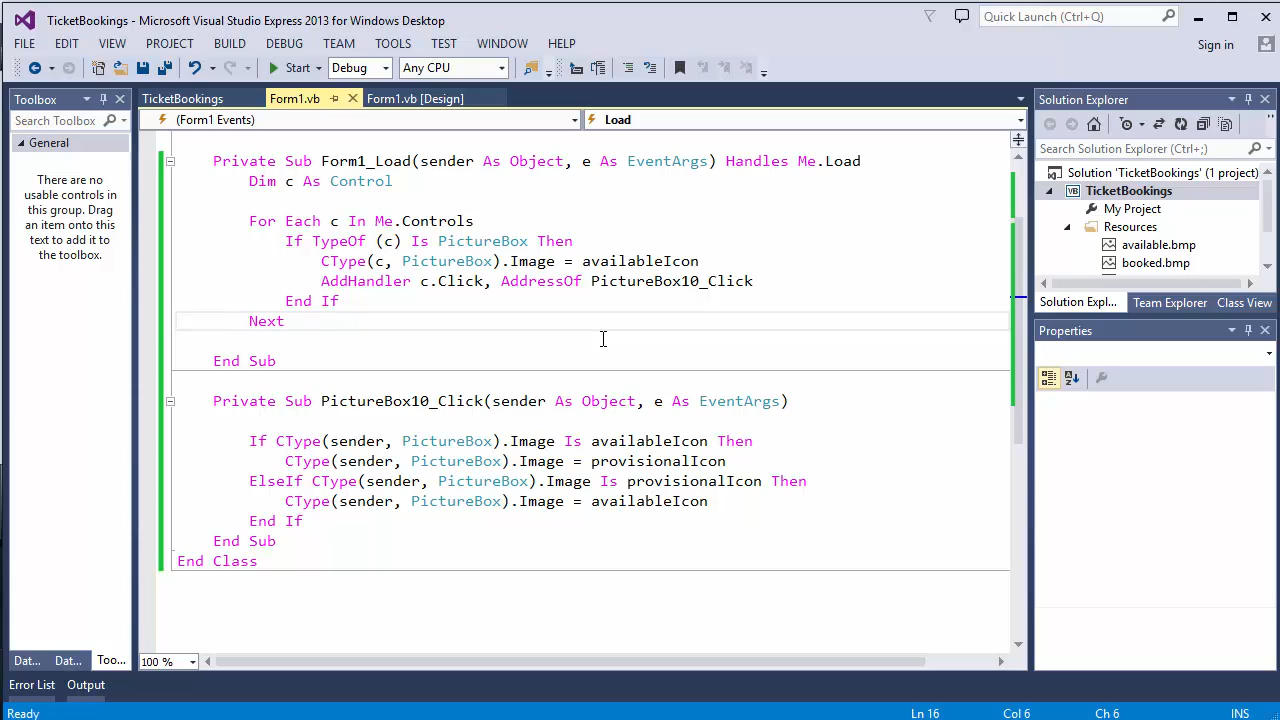 TicketBookings - Microsoft Visual Studio Express 2013 for Windows Desktop
Quick Launch (Ctrl+Q)
FILE EDIT VIEW PROJECT BUILD DEBUG TEAM TOOLS TEST WINDOW HELP
Sign in
Start Debug Any CPU
Toolbox
Search Toolbox
General
There are no
usable controls in
this group. Drag
an item onto this
text to add it to
the toolbox.
Dat... Dat... Too...
TicketBookings Form1.vb Form1.vb [Design]
(Form1 Events) Load
Private Sub Form1_Load(sender As Object, e As EventArgs) Handles Me.Load
Dim c As Control
For Each c In Me.Controls
If TypeOf (c) Is PictureBox Then
CType(c, PictureBox).Image = availableIcon
AddHandler c.Click, AddressOf PictureBox10_Click
End If
Next
End Sub
Private Sub PictureBox10_Click(sender As Object, e As EventArgs)
If CType(sender, PictureBox).Image Is availableIcon Then
CType(sender, PictureBox).Image = provisionalIcon
ElseIf CType(sender, PictureBox).Image Is provisionalIcon Then
CType(sender, PictureBox).Image = availableIcon
End If
End Sub
End Class
100 %
Solution Explorer
Search Solution Explorer (Ctrl+;)
Solution 'TicketBookings' (1 project)
VB TicketBookings
My Project
Resources
available.bmp
booked.bmp
Solution Expl... Team Explorer Class View
Properties
Error List Output
Ready Ln 16 Col 6 Ch 6 INS